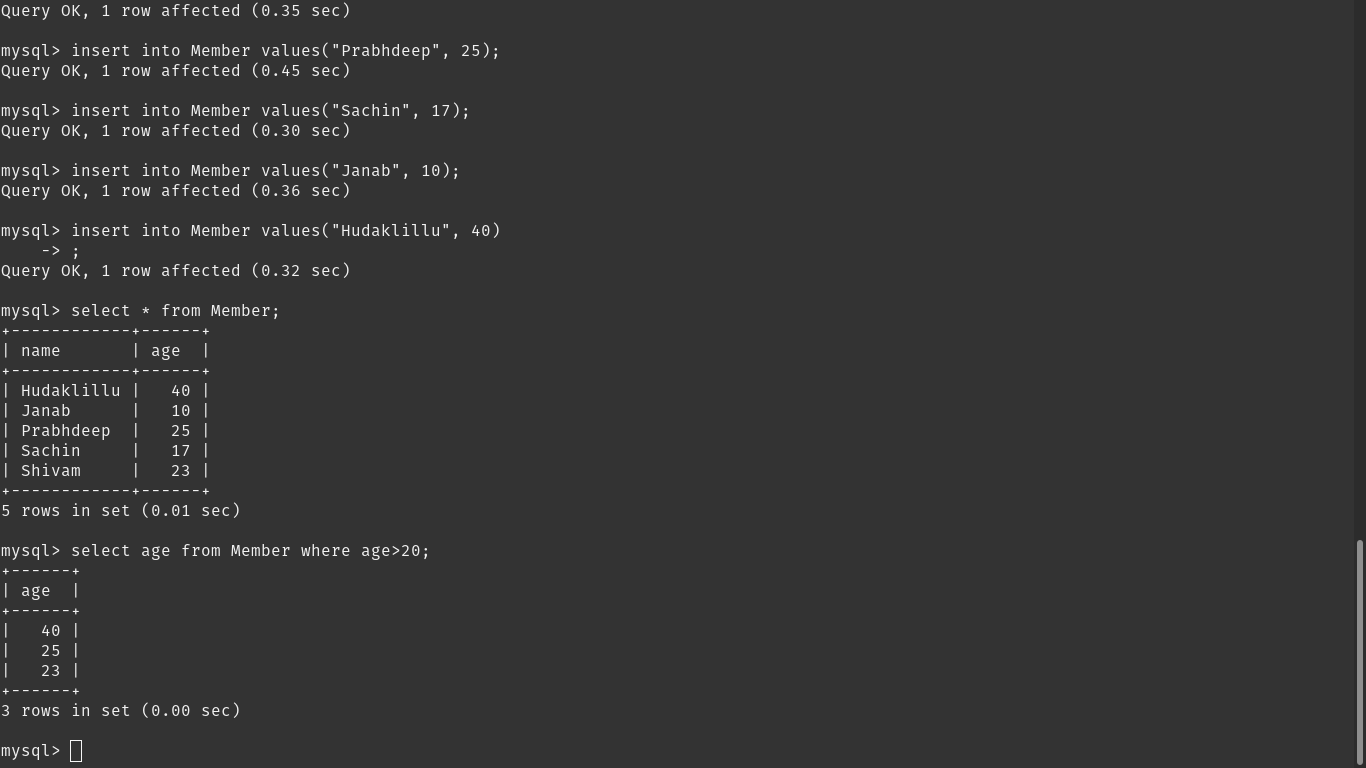 Query OK, 1 row affected (0.35 sec)

mysql> insert into Member values("Prabhdeep", 25);
Query OK, 1 row affected (0.45 sec)

mysql> insert into Member values("Sachin", 17);
Query OK, 1 row affected (0.30 sec)

mysql> insert into Member values("Janab", 10);
Query OK, 1 row affected (0.36 sec)

mysql> insert into Member values("Hudaklillu", 40)
    -> ;
Query OK, 1 row affected (0.32 sec)

mysql> select * from Member;
+------------+------+
| name       | age  |
+------------+------+
| Hudaklillu |   40 |
| Janab      |   10 |
| Prabhdeep  |   25 |
| Sachin     |   17 |
| Shivam     |   23 |
+------------+------+
5 rows in set (0.01 sec)

mysql> select age from Member where age>20;
+------+
| age  |
+------+
|   40 |
|   25 |
|   23 |
+------+
3 rows in set (0.00 sec)

mysql>